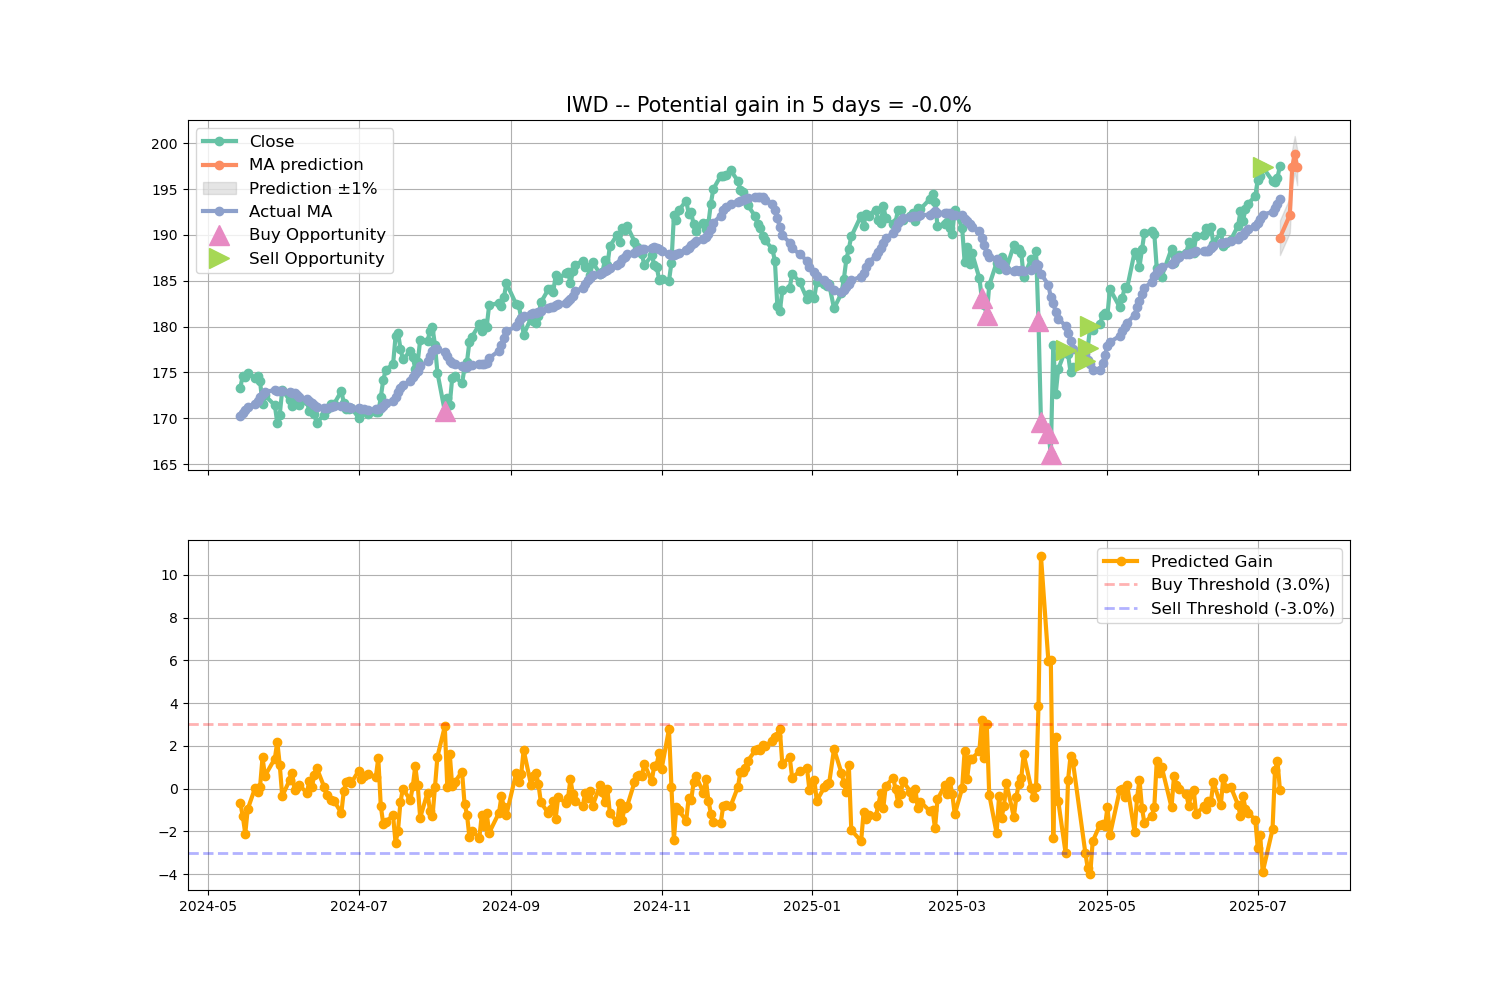 IWD -- Potential gain in 5 days = -0.0%
200
195
190
185
180
175
170
165
Close
MA prediction
Prediction ±1%
Actual MA
Buy Opportunity
Sell Opportunity
10
8
6
4
2
0
−2
−4
Predicted Gain
Buy Threshold (3.0%)
Sell Threshold (-3.0%)
2024-05
2024-07
2024-09
2024-11
2025-01
2025-03
2025-05
2025-07